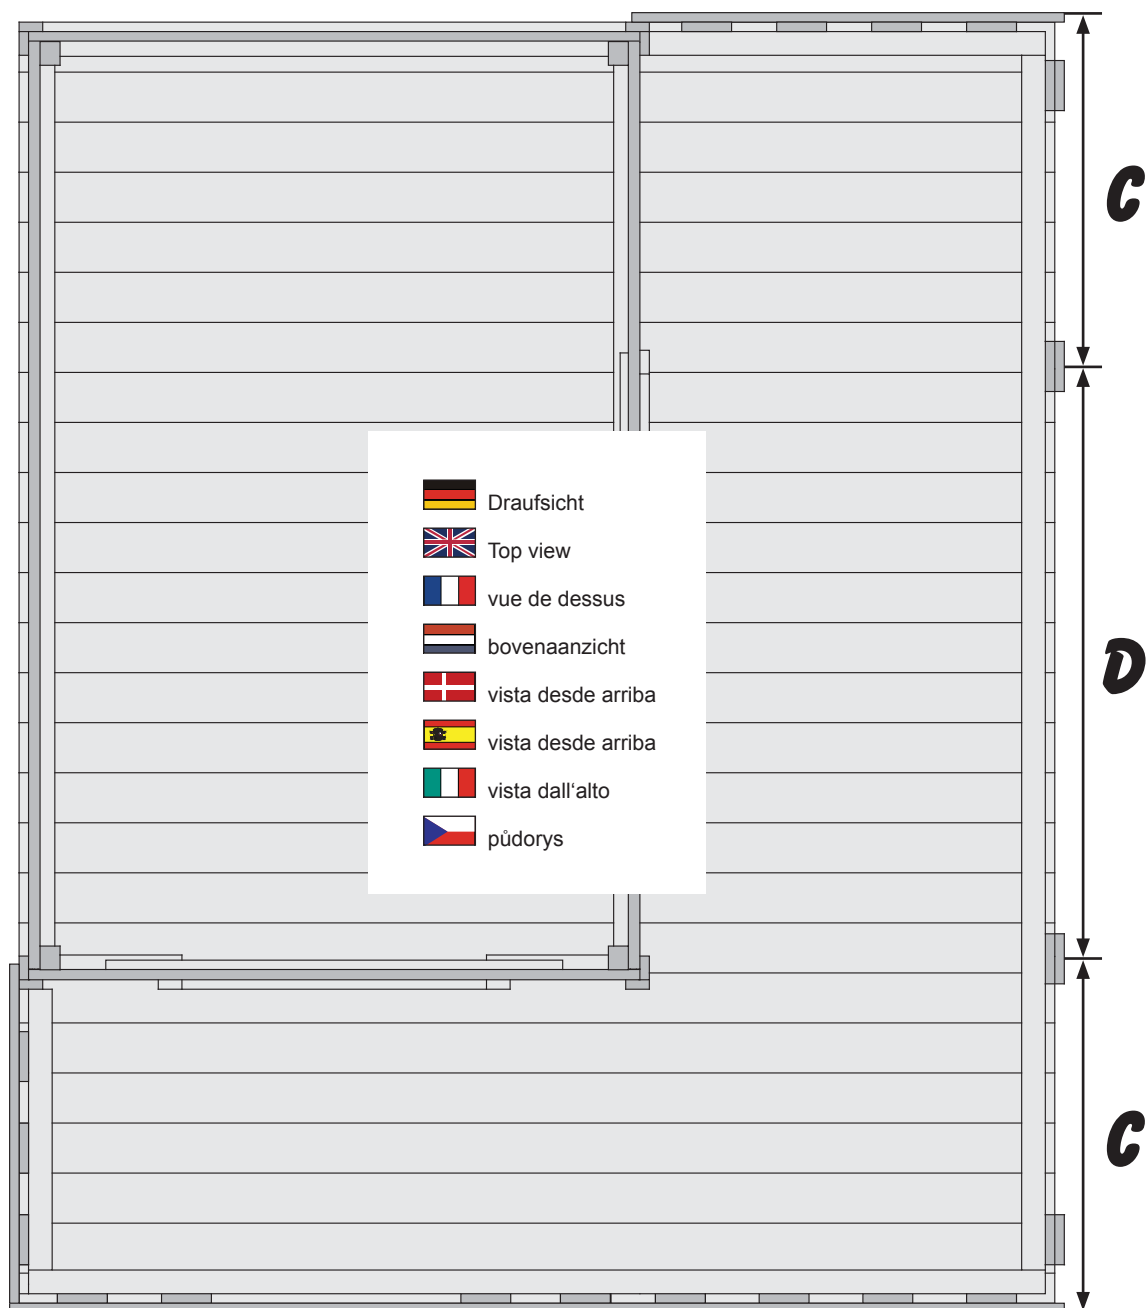 C
Draufsicht
Top view
vue de dessus
bovenaanzicht
D
vista desde arriba
vista desde arriba
vista dall‘alto
půdorys
C